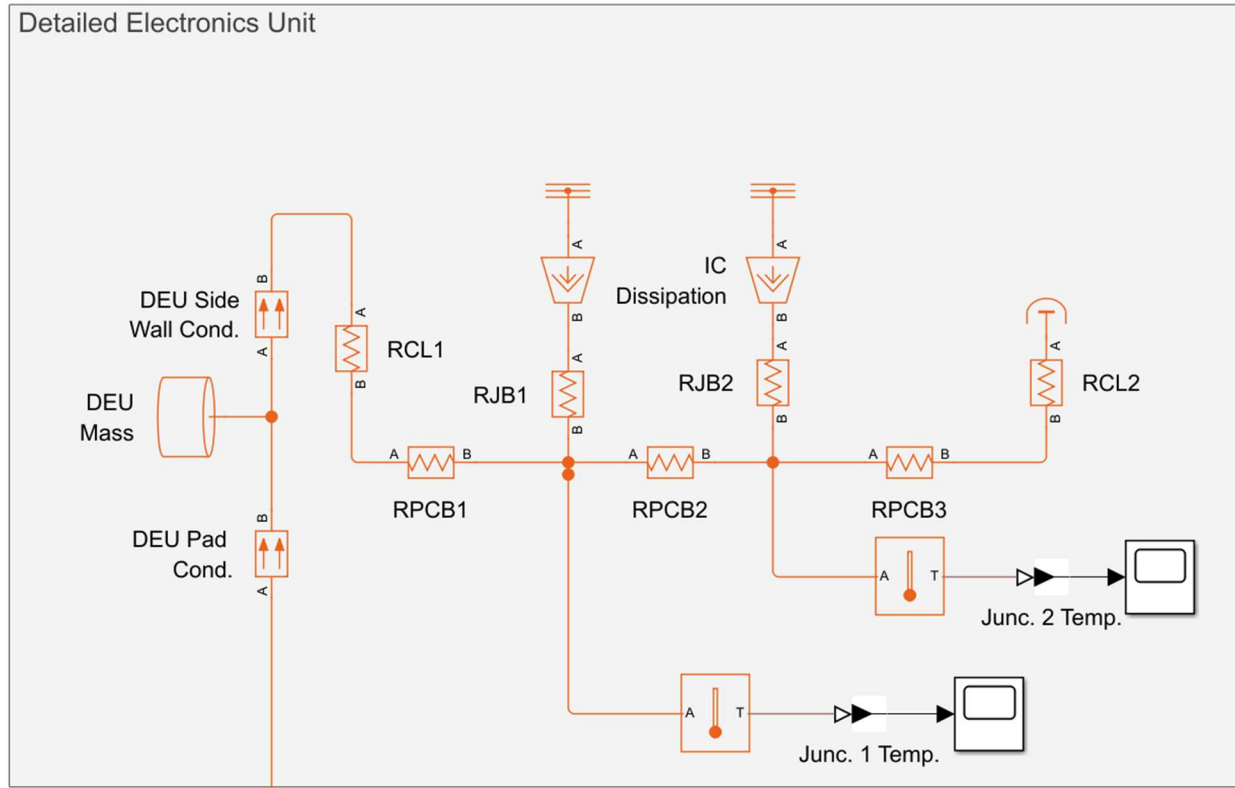 Detailed Electronics Unit
A
A
IC
Dissipation
B
DEU Side
Wall Cond.
B
B
A
A
RCL1
B
A
RJB1
B
A
RJB2
B
A
RCL2
B
DEU
Mass
A
B
RPCB1
A
B
RPCB2
A
B
RPCB3
B
DEU Pad
Cond.
A
A
T
Junc. 2 Temp.
A
T
Junc. 1 Temp.